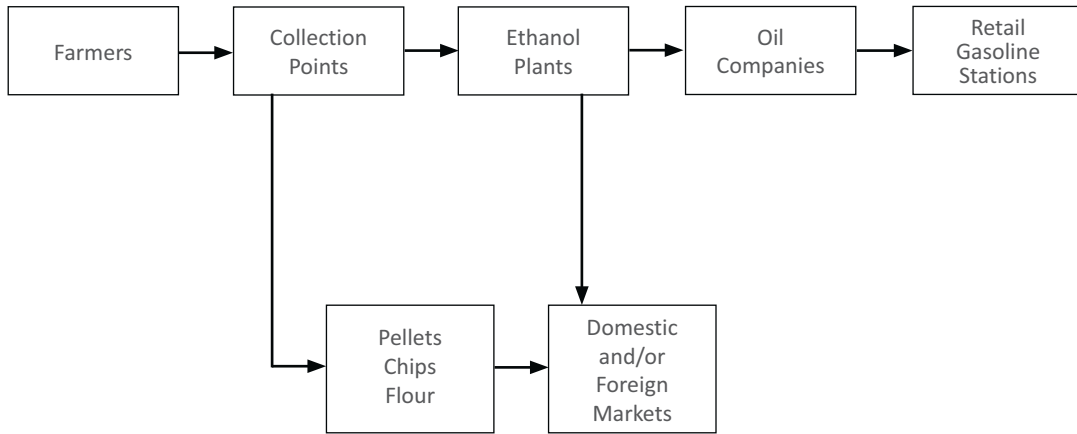 Farmers
Collection
Points
Ethanol
Plants
Oil
Companies
Retail
Gasoline
Stations
Pellets
Chips
Flour
Domestic
and/or
Foreign
Markets